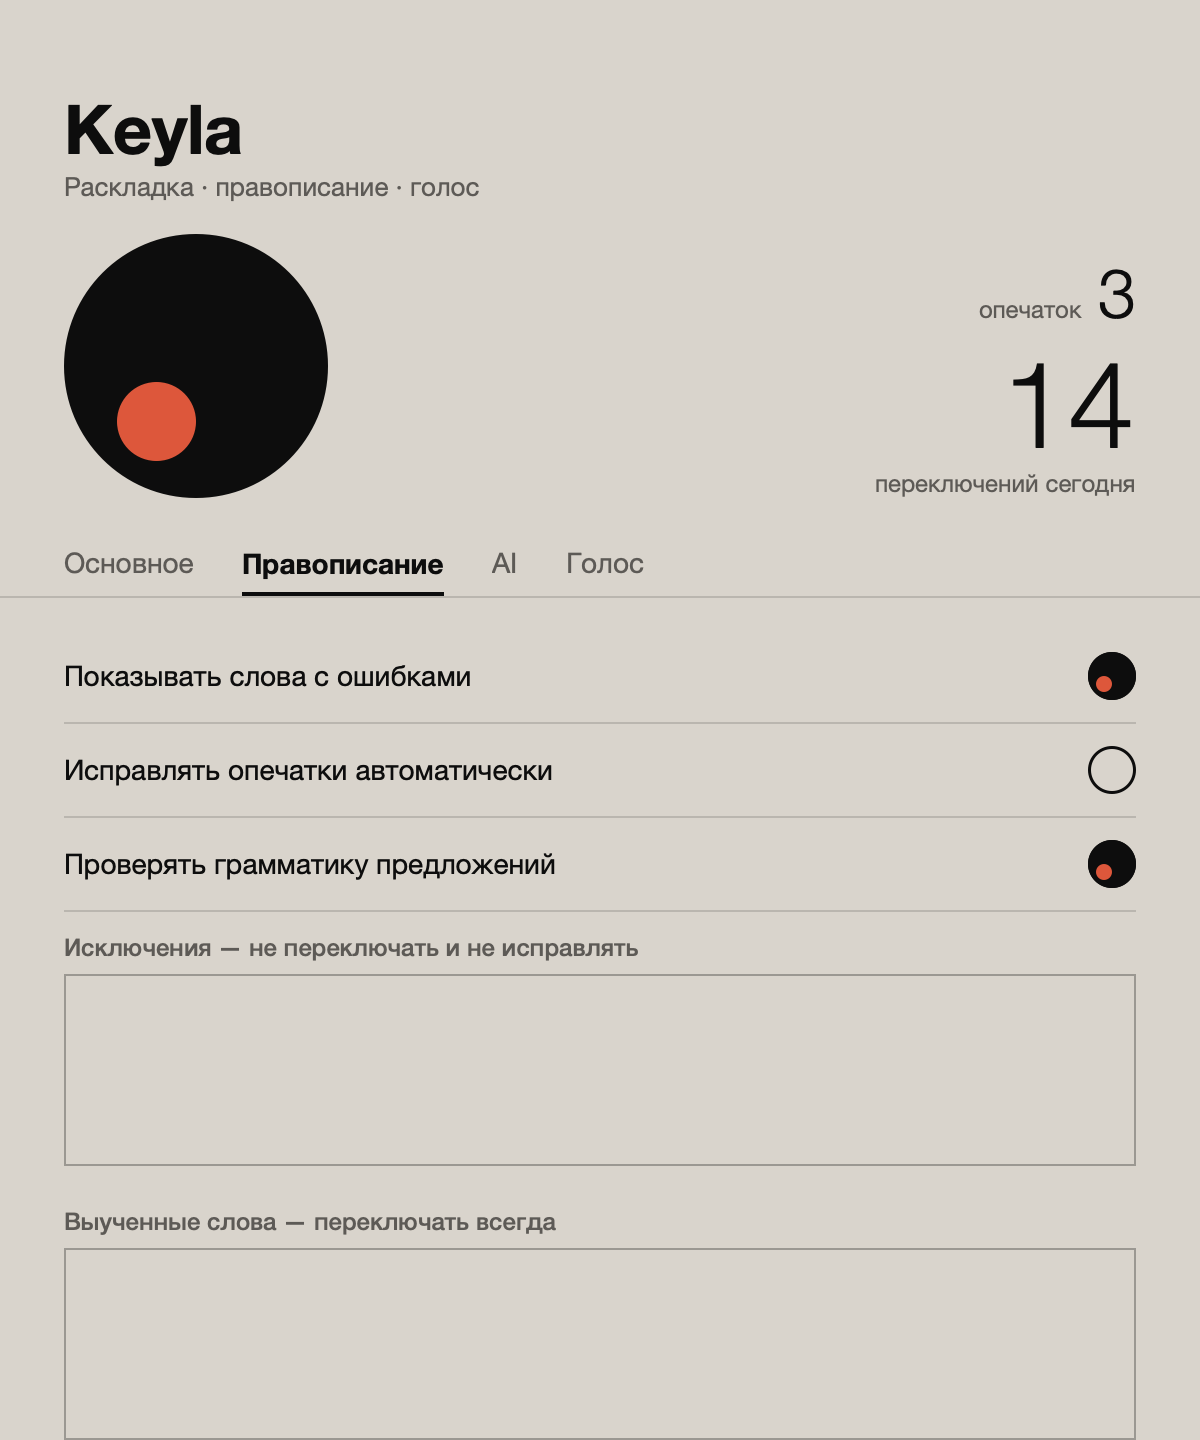 Keyla
Раскладка · правописание · голос
опечаток 3
14
переключений сегодня
Основное Правописание AI Голос
Показывать слова с ошибками
Исправлять опечатки автоматически
Проверять грамматику предложений
Исключения — не переключать и не исправлять
Выученные слова — переключать всегда